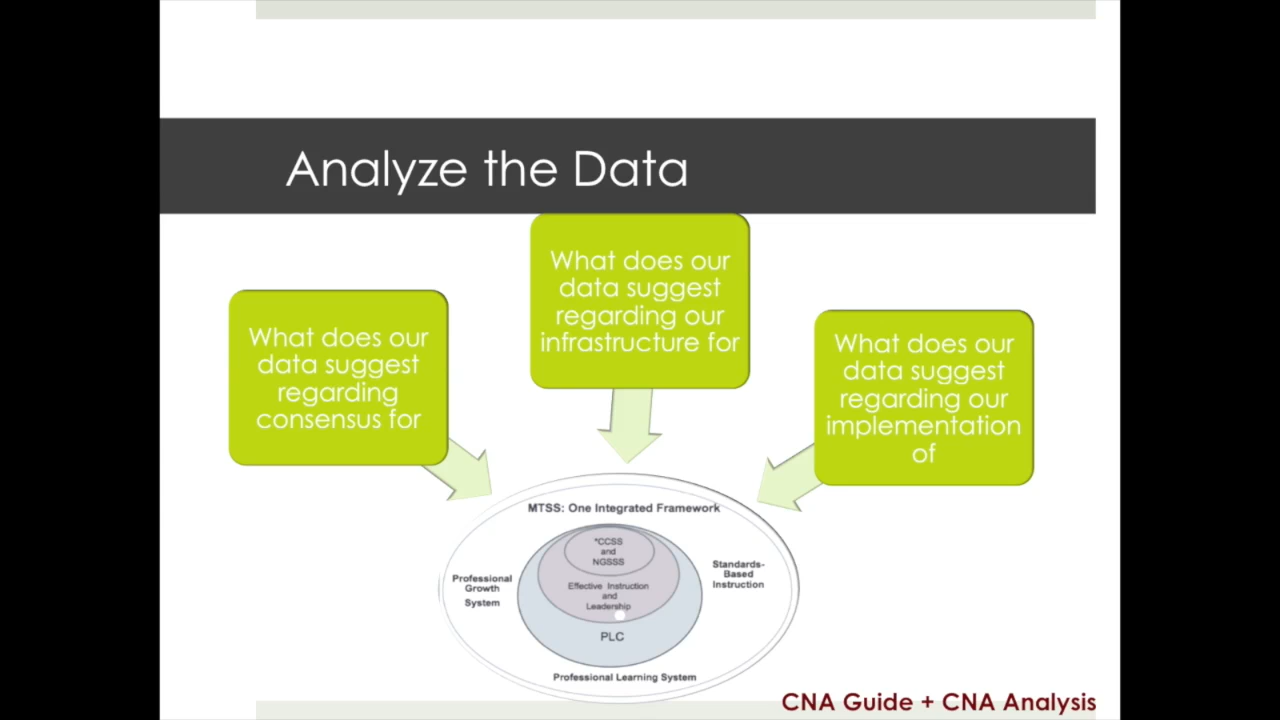 Analyze the Data
What does our
data suggest
regarding
consensus for
What does our
data suggest
regarding our
infrastructure for
What does our
data suggest
regarding our
implementation
of
MTSS: One Integrated Framework
*CCSS
and
NGSSS
Effective Instruction
and
Leadership
PLC
Professional
Growth
System
Standards-
Based
Instruction
Professional Learning System
CNA Guide + CNA Analysis